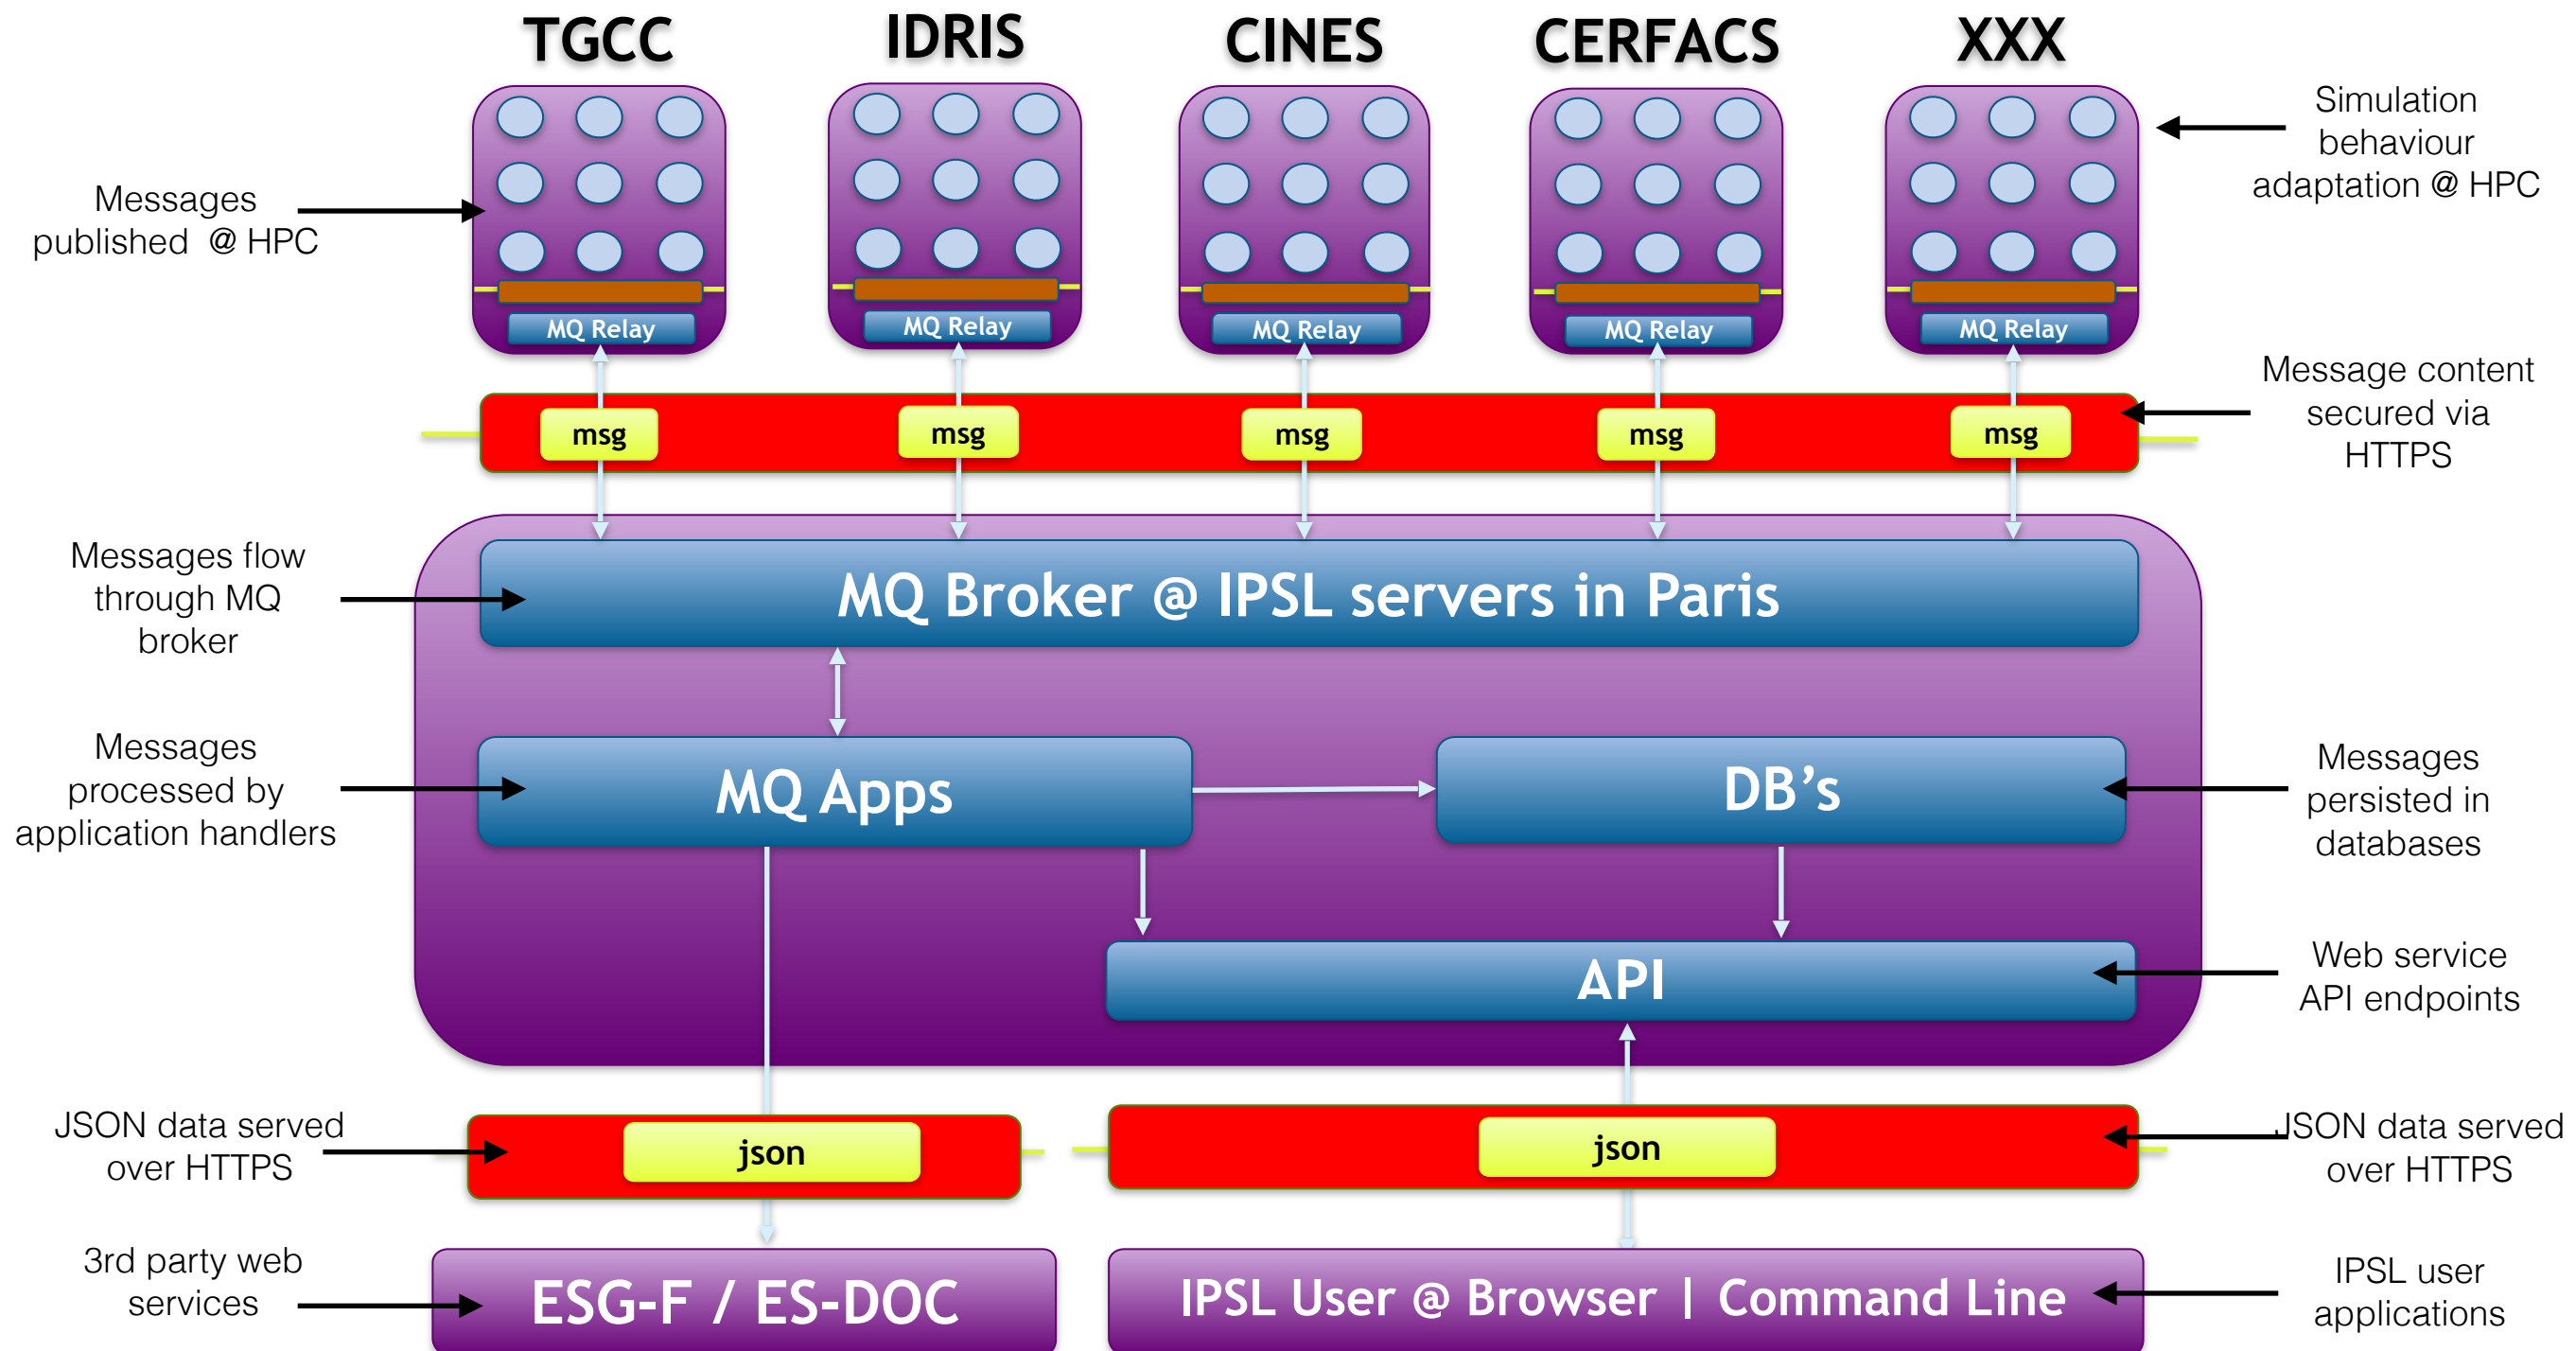 TGCC
IDRIS
CINES
CERFACS
XXX
Messages
published @ HPC
Simulation
behaviour
adaptation @ HPC
MQ Relay
MQ Relay
MQ Relay
MQ Relay
MQ Relay
msg
msg
msg
msg
msg
Message content
secured via
HTTPS
Messages flow
through MQ
broker
MQ Broker @ IPSL servers in Paris
Messages
processed by
application handlers
MQ Apps
DB’s
Messages
persisted in
databases
API
Web service
API endpoints
JSON data served
over HTTPS
json
json
JSON data served
over HTTPS
3rd party web
services
ESG-F / ES-DOC
IPSL User @ Browser | Command Line
IPSL user
applications